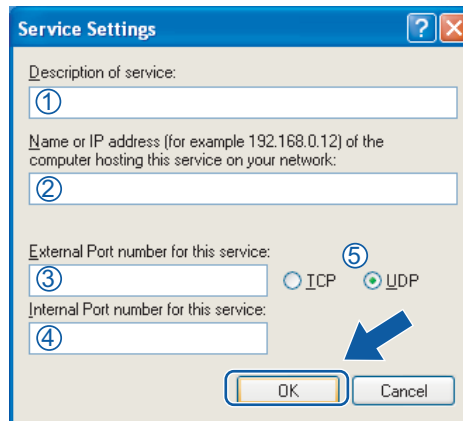 Service Settings
?
Description of service:
①
Name or IP address (for example 192.168.0.12) of the
computer hosting this service on your network:
②
External Port number for this service:
⑤
③
TCP
UDP
Internal Port number for this service:
④
OK
Cancel